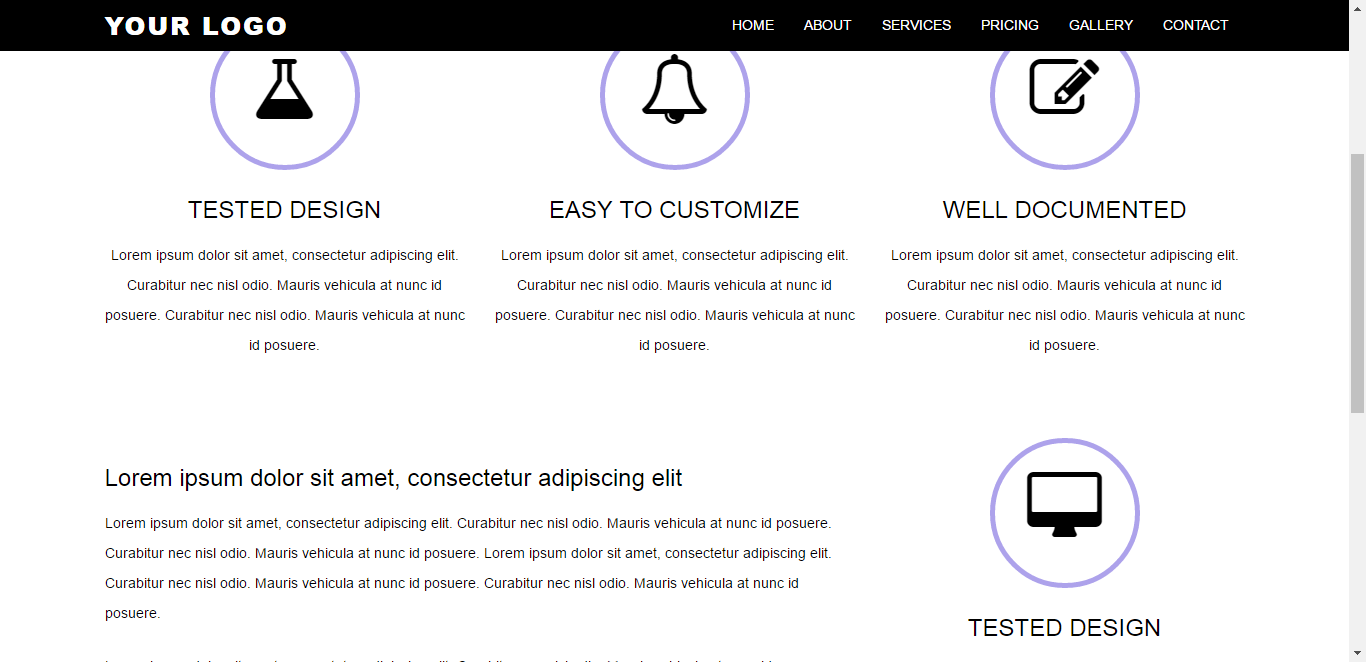 YOUR LOGO
HOME ABOUT SERVICES PRICING GALLERY CONTACT
TESTED DESIGN
Lorem ipsum dolor sit amet, consectetur adipiscing elit.
Curabitur nec nisl odio. Mauris vehicula at nunc id
posuere. Curabitur nec nisl odio. Mauris vehicula at nunc
id posuere.
EASY TO CUSTOMIZE
Lorem ipsum dolor sit amet, consectetur adipiscing elit.
Curabitur nec nisl odio. Mauris vehicula at nunc id
posuere. Curabitur nec nisl odio. Mauris vehicula at nunc
id posuere.
WELL DOCUMENTED
Lorem ipsum dolor sit amet, consectetur adipiscing elit.
Curabitur nec nisl odio. Mauris vehicula at nunc id
posuere. Curabitur nec nisl odio. Mauris vehicula at nunc
id posuere.
Lorem ipsum dolor sit amet, consectetur adipiscing elit
Lorem ipsum dolor sit amet, consectetur adipiscing elit. Curabitur nec nisl odio. Mauris vehicula at nunc id posuere.
Curabitur nec nisl odio. Mauris vehicula at nunc id posuere. Lorem ipsum dolor sit amet, consectetur adipiscing elit.
Curabitur nec nisl odio. Mauris vehicula at nunc id posuere. Curabitur nec nisl odio. Mauris vehicula at nunc id
posuere.
TESTED DESIGN